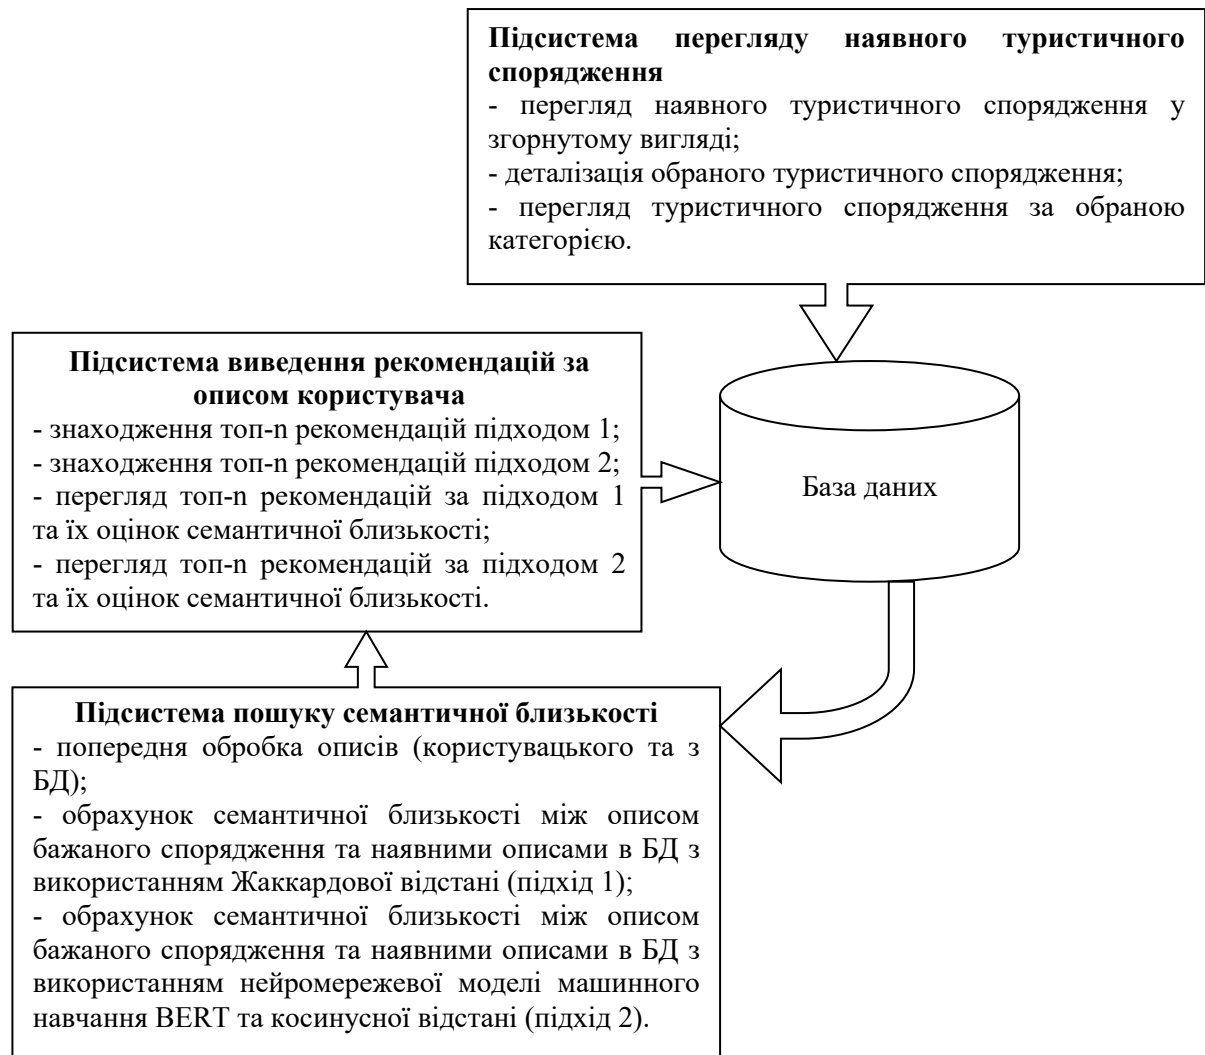 Підсистема перегляду наявного туристичного
спорядження
- перегляд наявного туристичного спорядження у
згорнутому вигляді;
- деталізація обраного туристичного спорядження;
- перегляд туристичного спорядження за обраною
категорією.
Підсистема виведення рекомендацій за
описом користувача
- знаходження топ-n рекомендацій підходом 1;
- знаходження топ-n рекомендацій підходом 2;
- перегляд топ-n рекомендацій за підходом 1
та їх оцінок семантичної близькості;
- перегляд топ-n рекомендацій за підходом 2
та їх оцінок семантичної близькості.
База даних
Підсистема пошуку семантичної близькості
- попередня обробка описів (користувацького та з
БД);
- обрахунок семантичної близькості між описом
бажаного спорядження та наявними описами в БД з
використанням Жаккардової відстані (підхід 1);
- обрахунок семантичної близькості між описом
бажаного спорядження та наявними описами в БД з
використанням нейромережевої моделі машинного
навчання BERT та косинусної відстані (підхід 2).